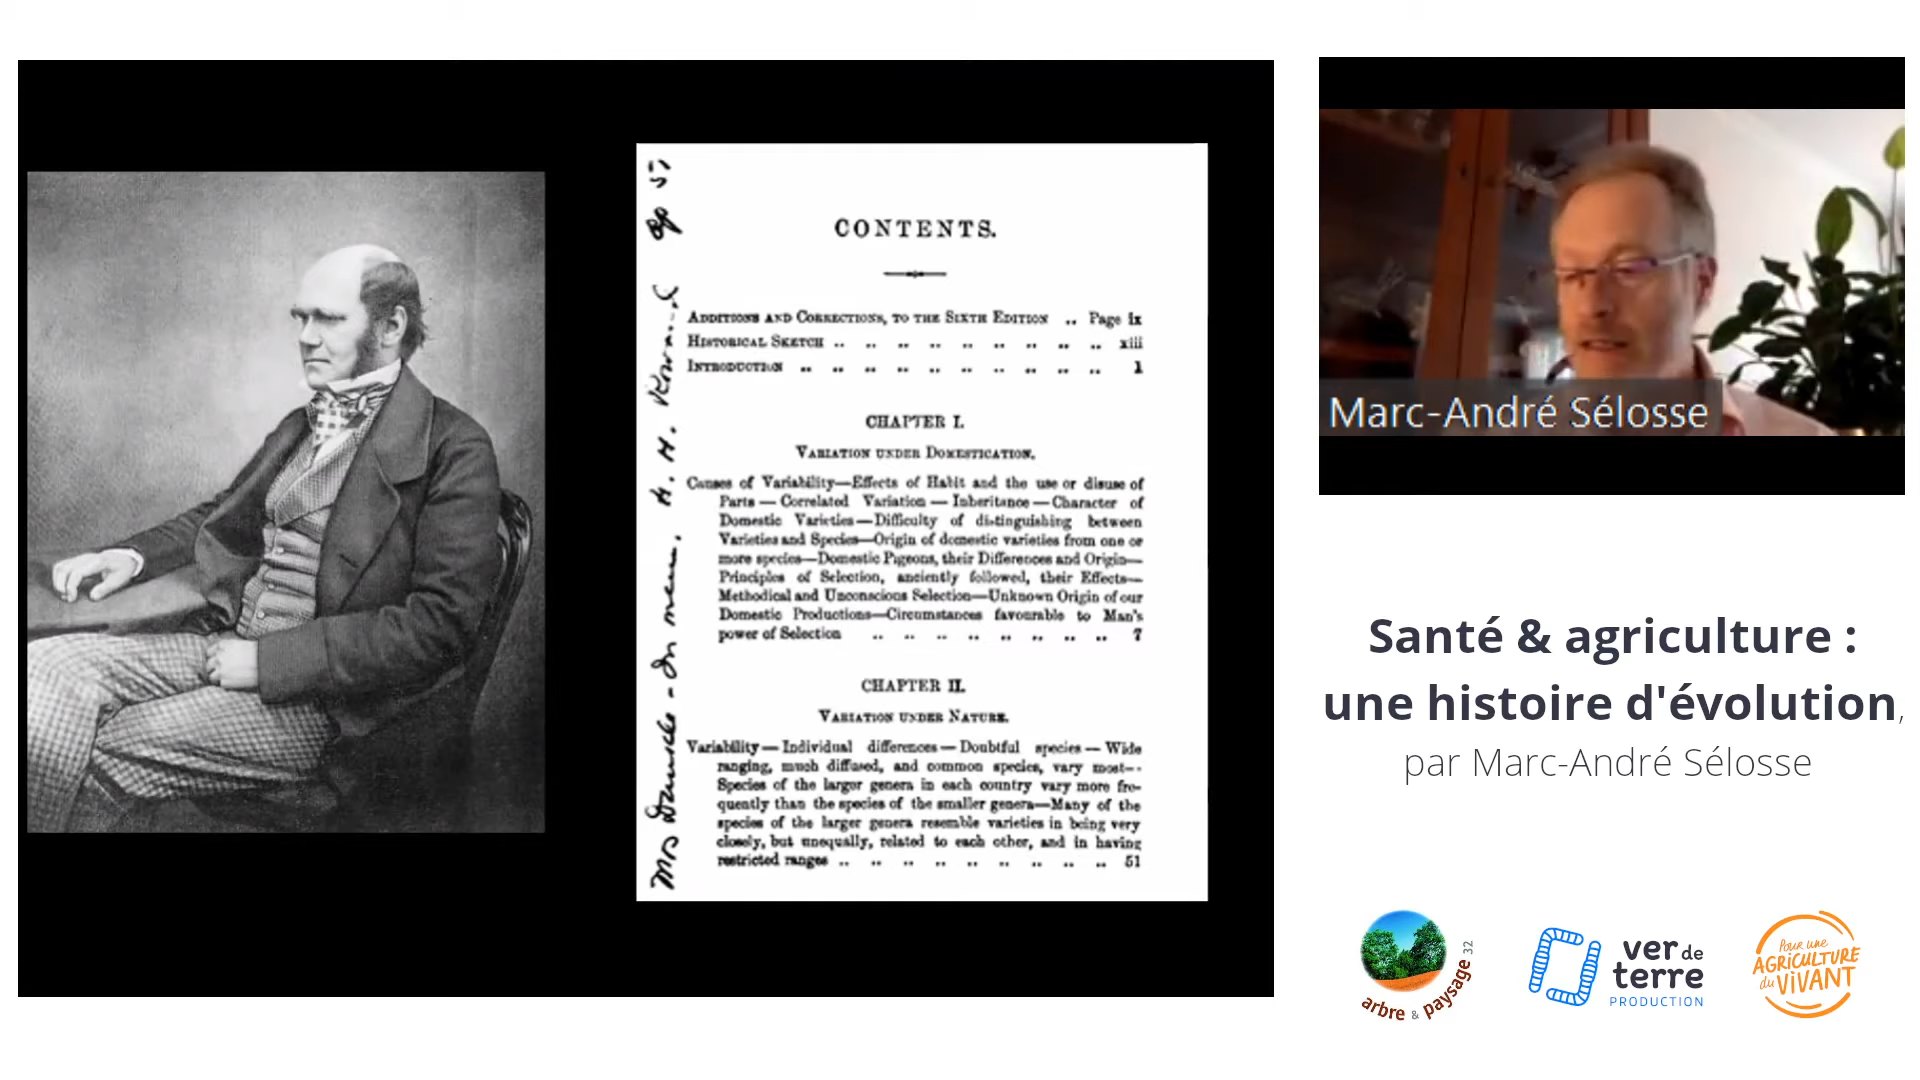 CONTENTS.
ADDITIONS AND CORRECTIONS, TO THE SIXTH EDITION .. Page ix
HISTORICAL SKETCH .. .. .. .. .. .. .. .. .. xiii
INTRODUCTION .. .. .. .. .. .. .. .. .. .. 1
CHAPTER I.
VARIATION UNDER DOMESTICATION.
Causes of Variability—Effects of Habit and the use or disuse of
Parts — Correlated Variation — Inheritance — Character of
Domestic Varieties—Difficulty of distinguishing between
Varieties and Species—Origin of domestic varieties from one or
more species—Domestic Pigeons, their Differences and Origin—
Principles of Selection, anciently followed, their Effects—
Methodical and Unconscious Selection—Unknown Origin of our
Domestic Productions—Circumstances favourable to Man's
power of Selection .. .. .. .. .. .. .. .. 7
CHAPTER II.
VARIATION UNDER NATURE.
Variability — Individual differences — Doubtful species — Wide
ranging, much diffused, and common species, vary most—
Species of the larger genera in each country vary more fre-
quently than the species of the smaller genera—Many of the
species of the larger genera resemble varieties in being very
closely, but unequally, related to each other, and in having
restricted ranges .. .. .. .. .. .. .. .. .. 51
Marc-André Sélosse
Santé & agriculture :
une histoire d'évolution,
par Marc-André Sélosse
arbre & paysage 32
ver de
terre
PRODUCTION
Pour une
AGRICULTURE
du VIVANT